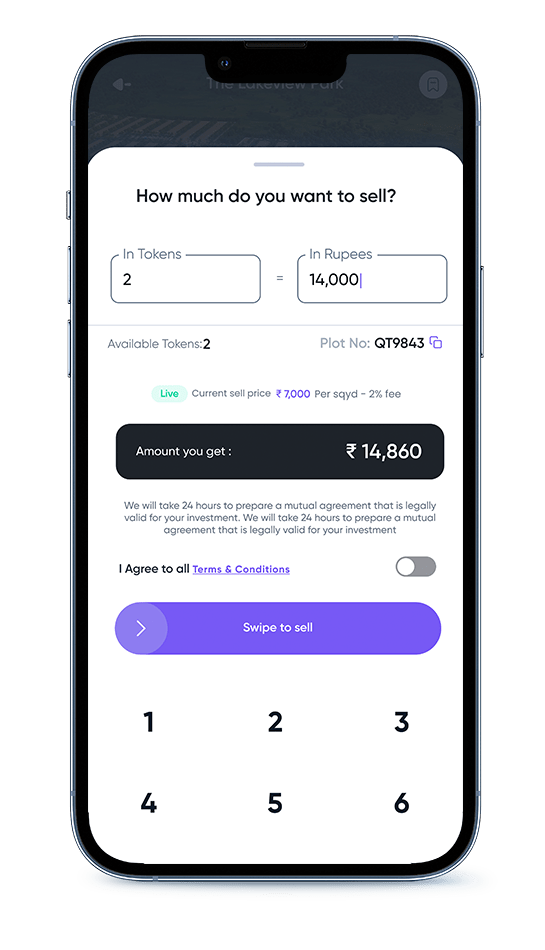 The Lakeview Park
How much do you want to sell?
In Tokens
2
=
In Rupees
14,000
Available Tokens:2
Plot No: QT9843
Live Current sell price ₹ 7,000 Per sqyd - 2% fee
Amount you get :
₹ 14,860
We will take 24 hours to prepare a mutual agreement that is legally
valid for your investment. We will take 24 hours to prepare a mutual
agreement that is legally valid for your investment
I Agree to all Terms & Conditions
Swipe to sell
1 2 3
4 5 6